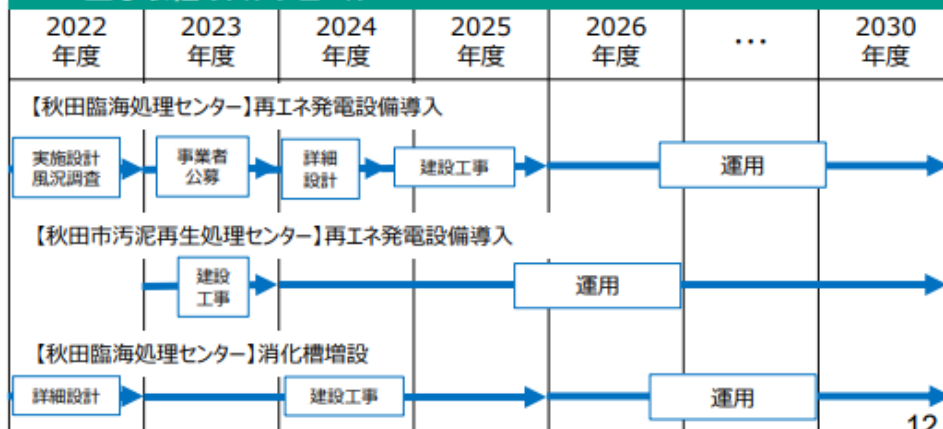 2022
年度
2023
年度
2024
年度
2025
年度
2026
年度
…
2030
年度
【秋田臨海処理センター】再エネ発電設備導入
実施設計
風況調査
事業者
公募
詳細
設計
建設工事
運用
【秋田市汚泥再生処理センター】再エネ発電設備導入
建設
工事
運用
【秋田臨海処理センター】消化槽増設
詳細設計
建設工事
運用
12